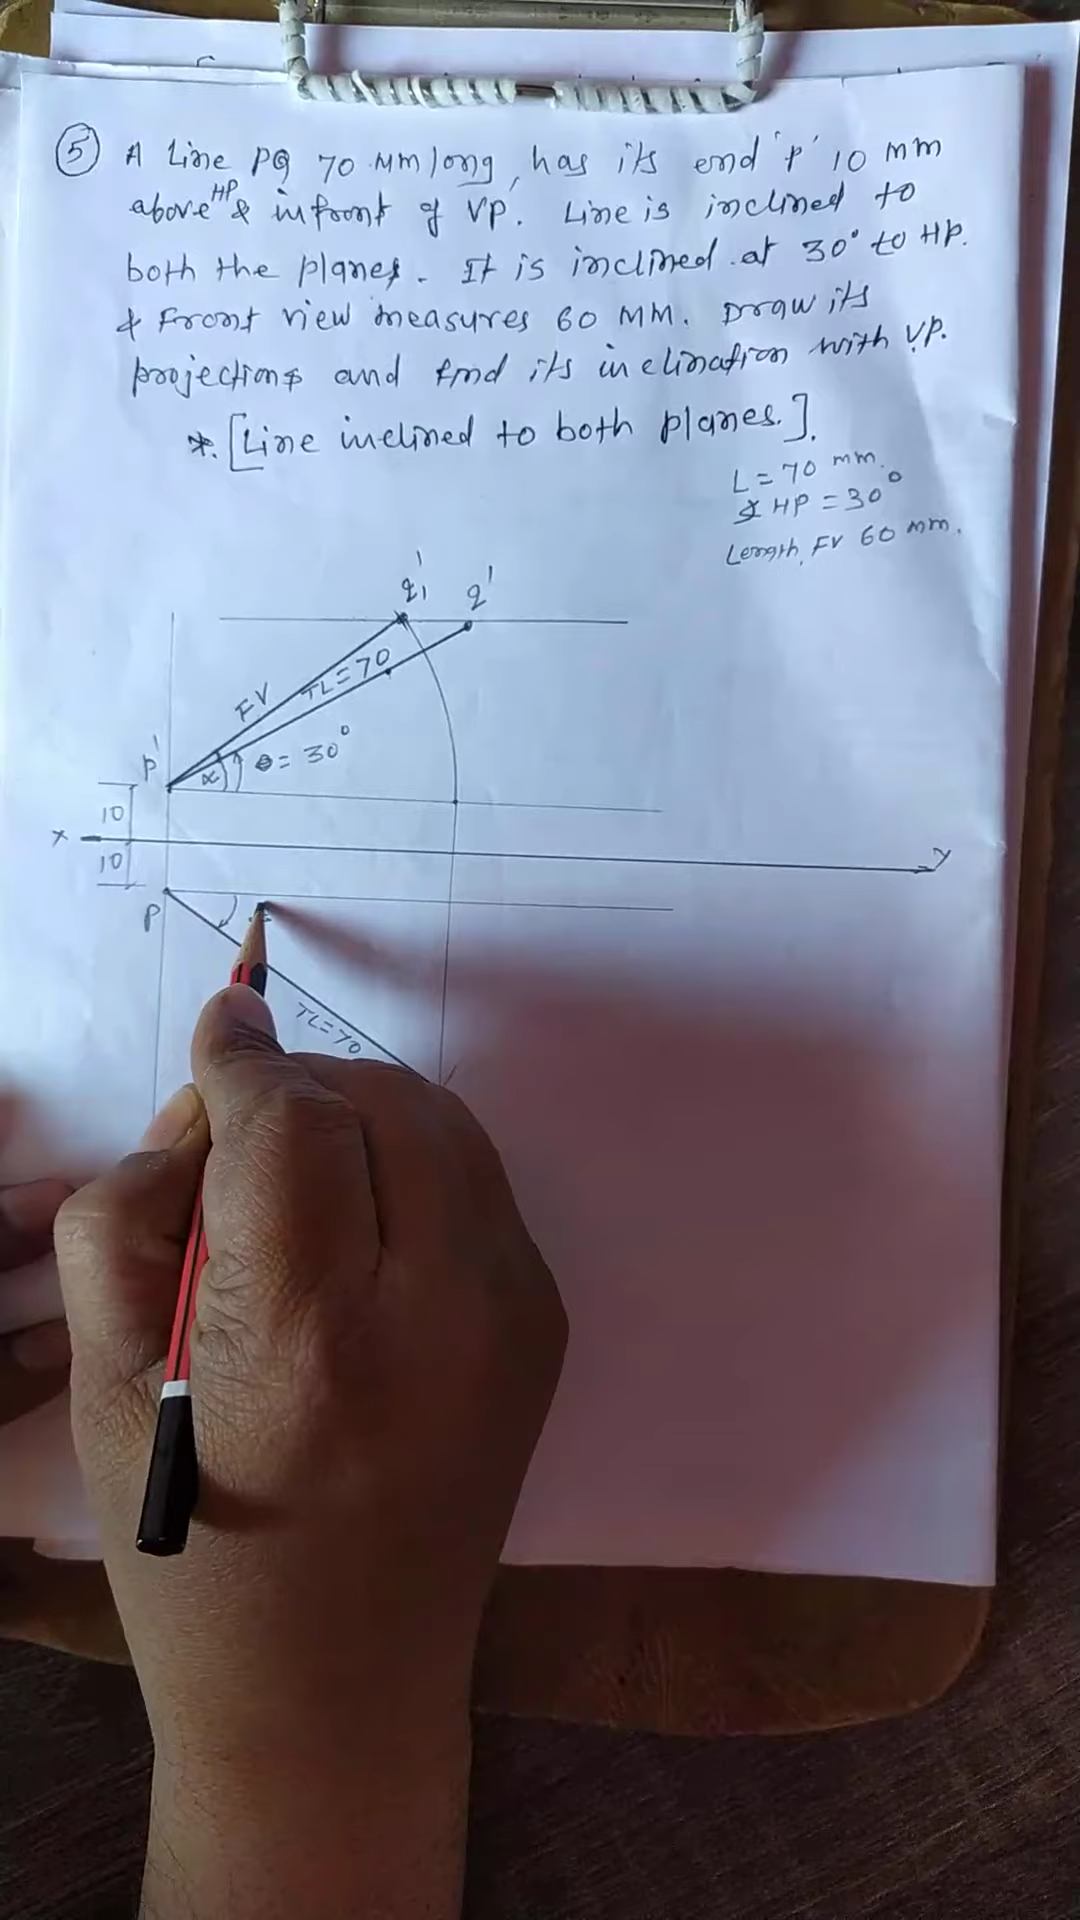 5 A Line PQ 70 MM long, has its end 'P' 10 MM
above HP & infront of VP. Line is inclined to
both the planes. It is inclined at 30° to HP.
& Front view measures 60 MM. Draw its
projections and find its inclination with VP.
*. [Line inclined to both planes.].
L = 70 mm.
∠ HP = 30°
Length, FV 60 mm.
q1' q'
FV TL=70
p' α θ = 30°
10
x y
10
p
TL=70